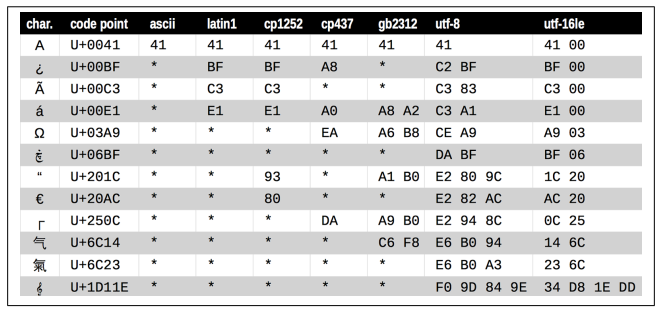 char. code point ascii latin1 cp1252 cp437 gb2312 utf-8 utf-16le
A U+0041 41 41 41 41 41 41 41 00
¿ U+00BF * BF BF A8 * C2 BF BF 00
Ã U+00C3 * C3 C3 * * C3 83 C3 00
á U+00E1 * E1 E1 A0 A8 A2 C3 A1 E1 00
Ω U+03A9 * * * EA A6 B8 CE A9 A9 03
ڿ U+06BF * * * * * DA BF BF 06
“ U+201C * * 93 * A1 B0 E2 80 9C 1C 20
€ U+20AC * * 80 * * E2 82 AC AC 20
┌ U+250C * * * DA A9 B0 E2 94 8C 0C 25
气 U+6C14 * * * * C6 F8 E6 B0 94 14 6C
氣 U+6C23 * * * * * E6 B0 A3 23 6C
𝄞 U+1D11E * * * * * F0 9D 84 9E 34 D8 1E DD